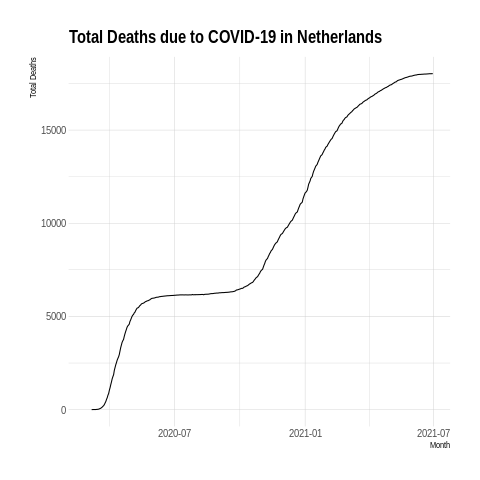 Total Deaths due to COVID-19 in Netherlands
Total Deaths
15000
10000
5000
0
2020-07
2021-01
2021-07
Month